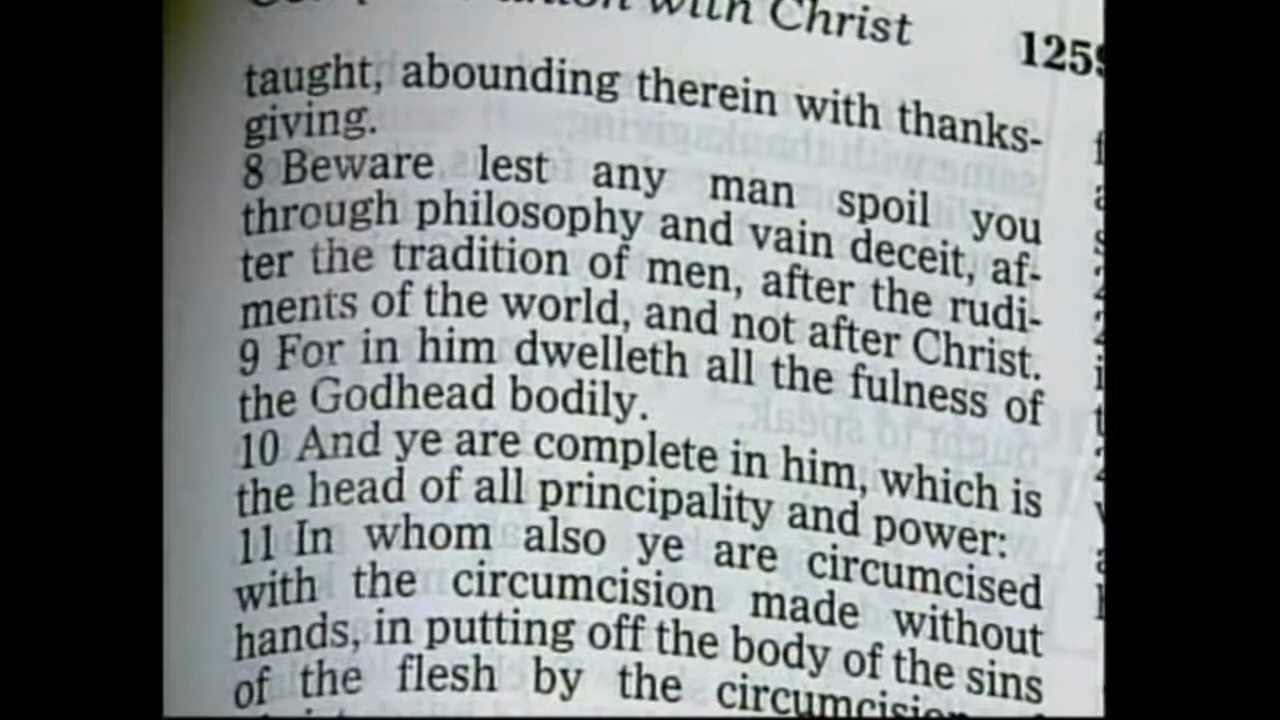 with Christ
125
taught, abounding therein with thanks-
giving.
8 Beware lest any man spoil you
through philosophy and vain deceit, af-
ter the tradition of men, after the rudi-
ments of the world, and not after Christ.
9 For in him dwelleth all the fulness of
the Godhead bodily.
10 And ye are complete in him, which is
the head of all principality and power:
11 In whom also ye are circumcised
with the circumcision made without
hands, in putting off the body of the sins
of the flesh by the circumcision